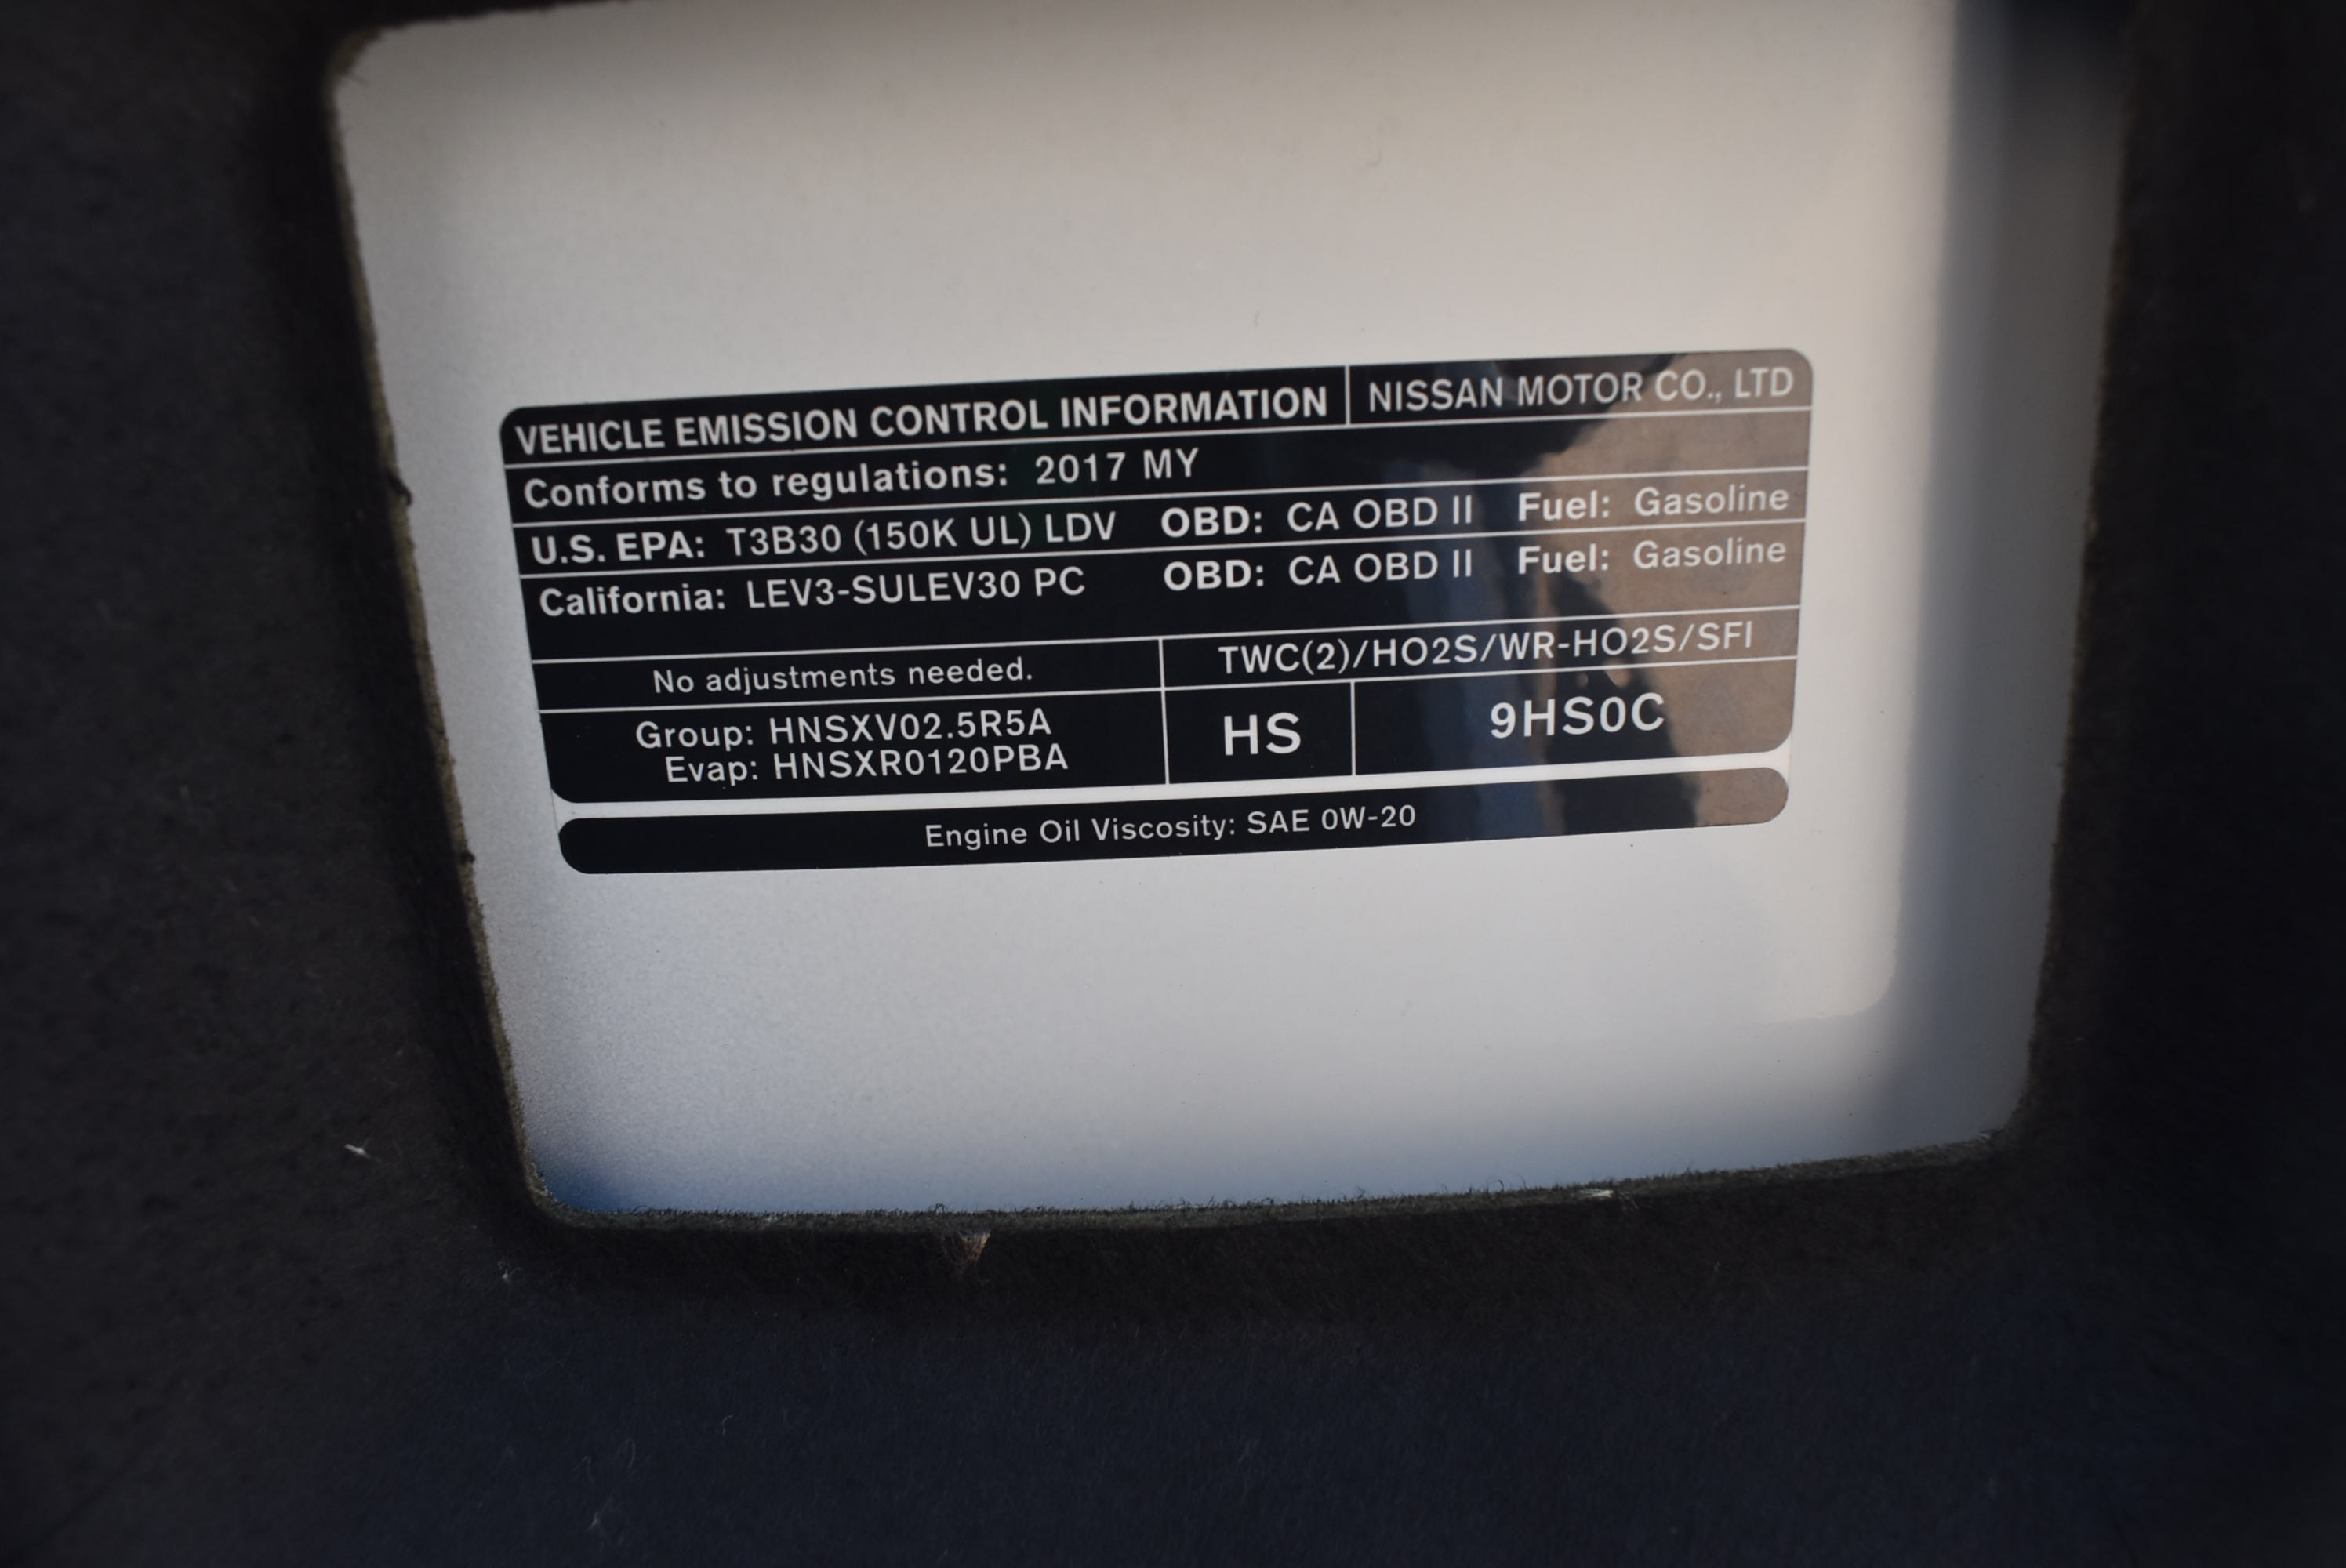 VEHICLE EMISSION CONTROL INFORMATION NISSAN MOTOR CO., LTD
Conforms to regulations: 2017 MY
U.S. EPA: T3B30 (150K UL) LDV OBD: CA OBD II Fuel: Gasoline
California: LEV3-SULEV30 PC OBD: CA OBD II Fuel: Gasoline
No adjustments needed. TWC(2)/HO2S/WR-HO2S/SFI
Group: HNSXV02.5R5A
Evap: HNSXR0120PBA
HS 9HS0C
Engine Oil Viscosity: SAE 0W-20